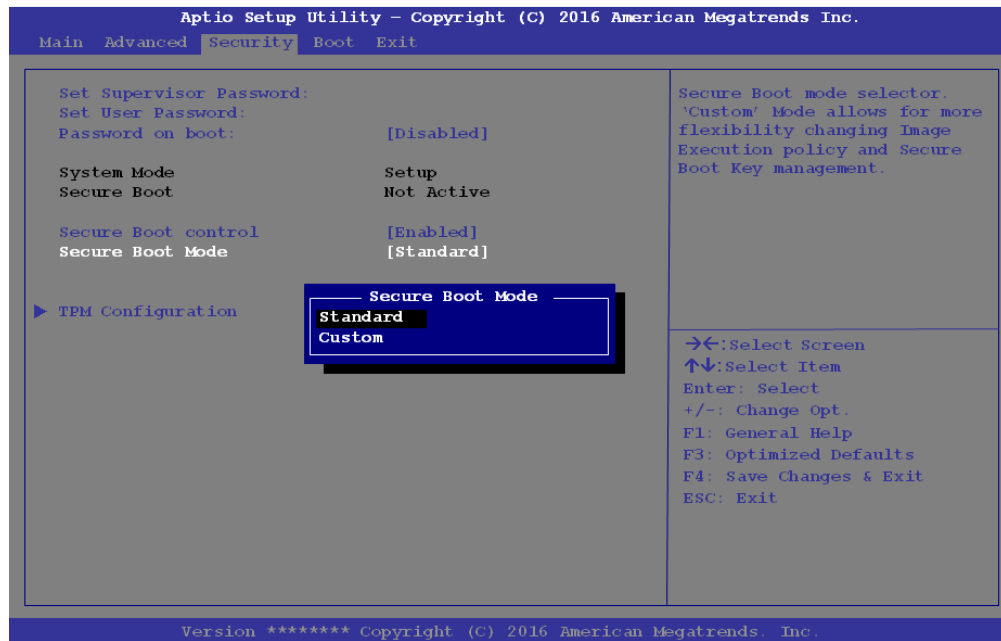 Aptio Setup Utility – Copyright (C) 2016 American Megatrends Inc.
Main Advanced Security Boot Exit
Set Supervisor Password:
Set User Password:
Password on boot: [Disabled]
System Mode Setup
Secure Boot Not Active
Secure Boot control [Enabled]
Secure Boot Mode [Standard]
TPM Configuration
Secure Boot Mode
Standard
Custom
Secure Boot mode selector.
'Custom' Mode allows for more
flexibility changing Image
Execution policy and Secure
Boot Key management.
→←:Select Screen
↑↓:Select Item
Enter: Select
+/-: Change Opt.
F1: General Help
F3: Optimized Defaults
F4: Save Changes & Exit
ESC: Exit
Version ******** Copyright (C) 2016 American Megatrends. Inc.